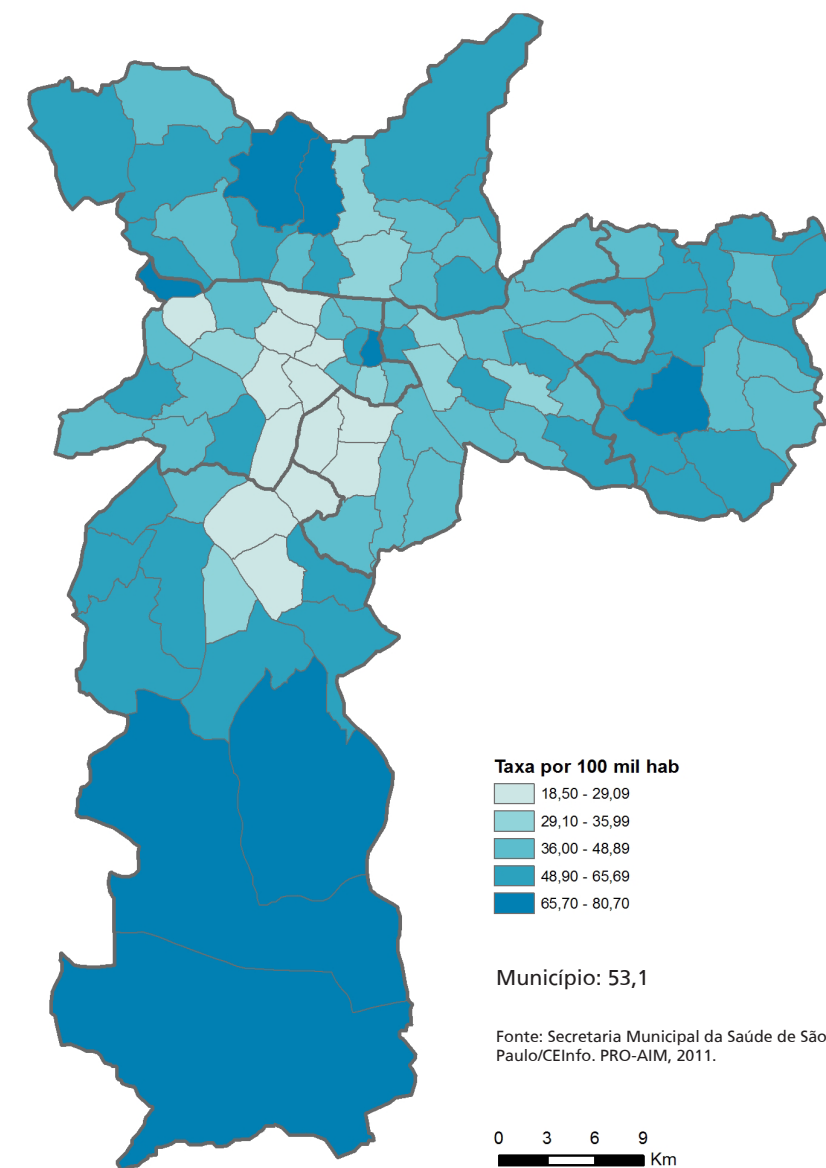 Taxa por 100 mil hab
18,50 - 29,09
29,10 - 35,99
36,00 - 48,89
48,90 - 65,69
65,70 - 80,70
Município: 53,1
Fonte: Secretaria Municipal da Saúde de São
Paulo/CEInfo. PRO-AIM, 2011.
0 3 6 9
Km